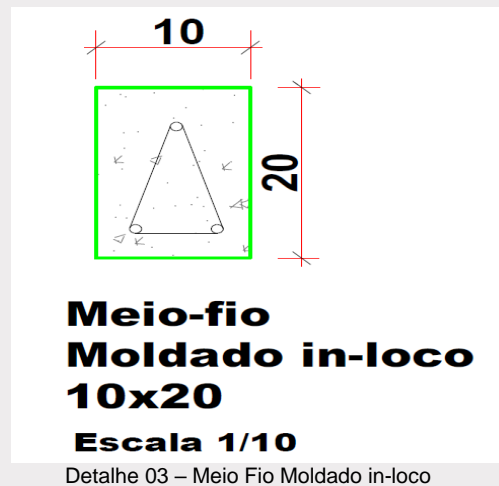 10
20
Meio-fio
Moldado in-loco
10x20
Escala 1/10
Detalhe 03 – Meio Fio Moldado in-loco